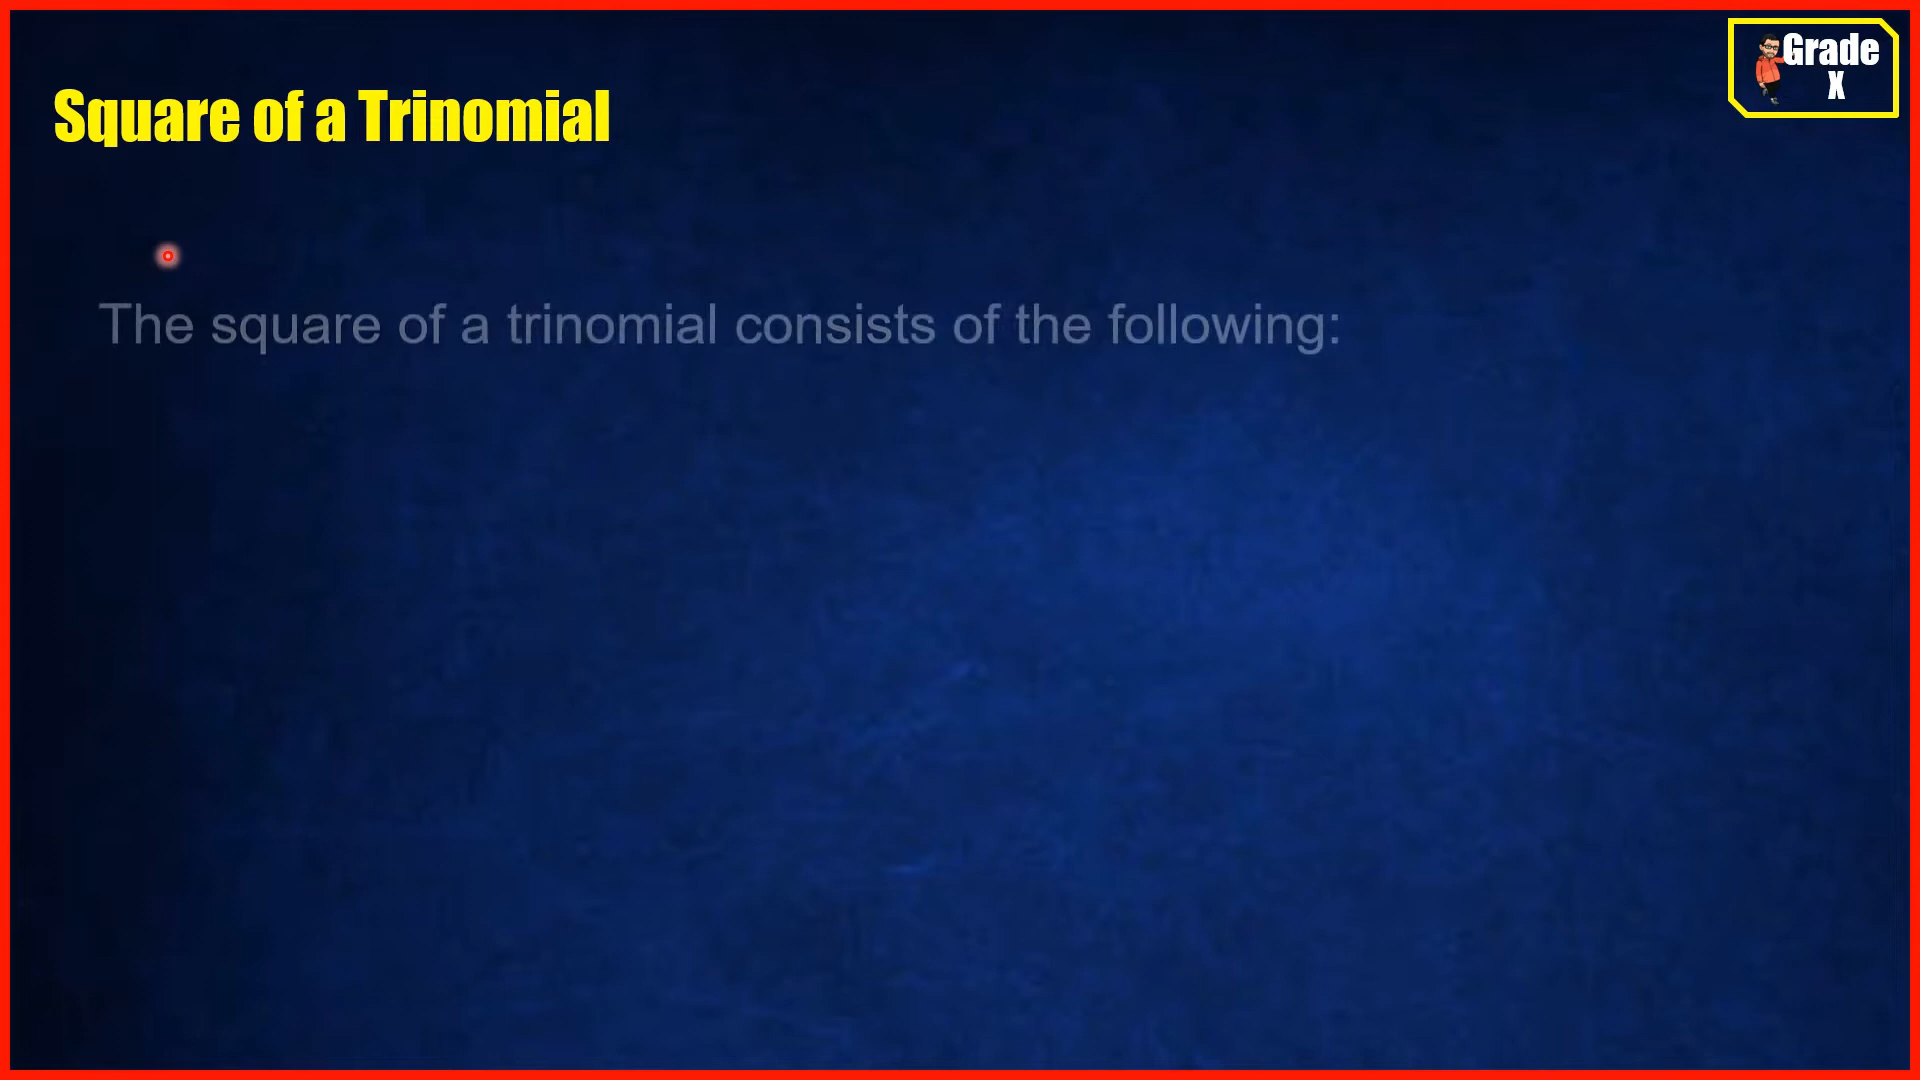 Grade
X
Square of a Trinomial
The square of a trinomial consists of the following: